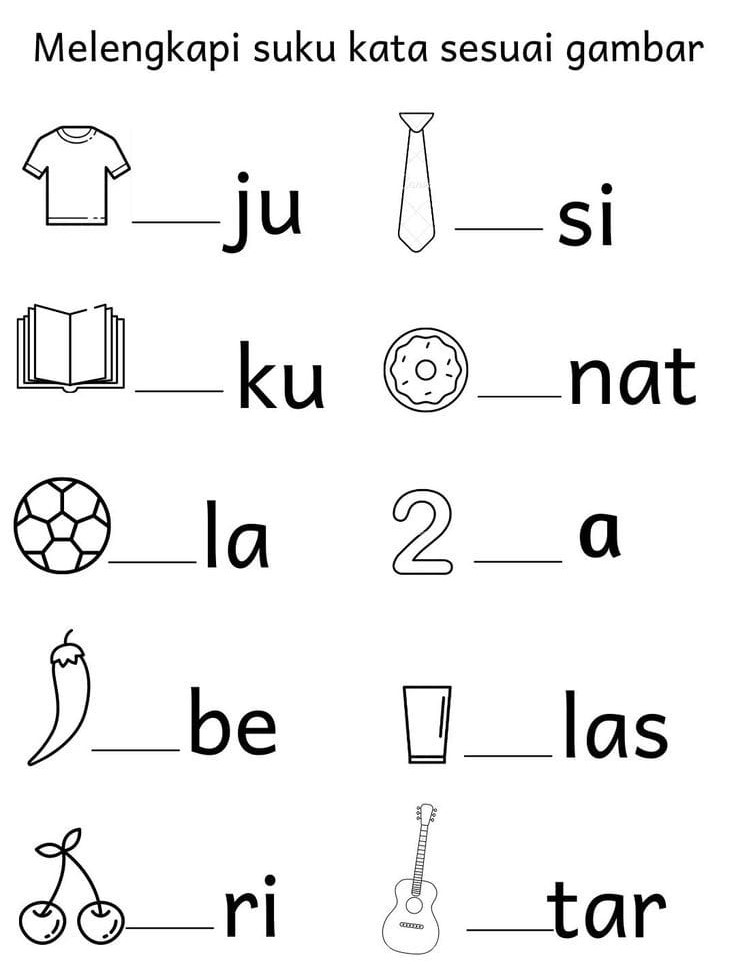 Melengkapi suku kata sesuai gambar
___ju
___si
___ku
___nat
___la
2 ___a
___be
___las
___ri
___tar